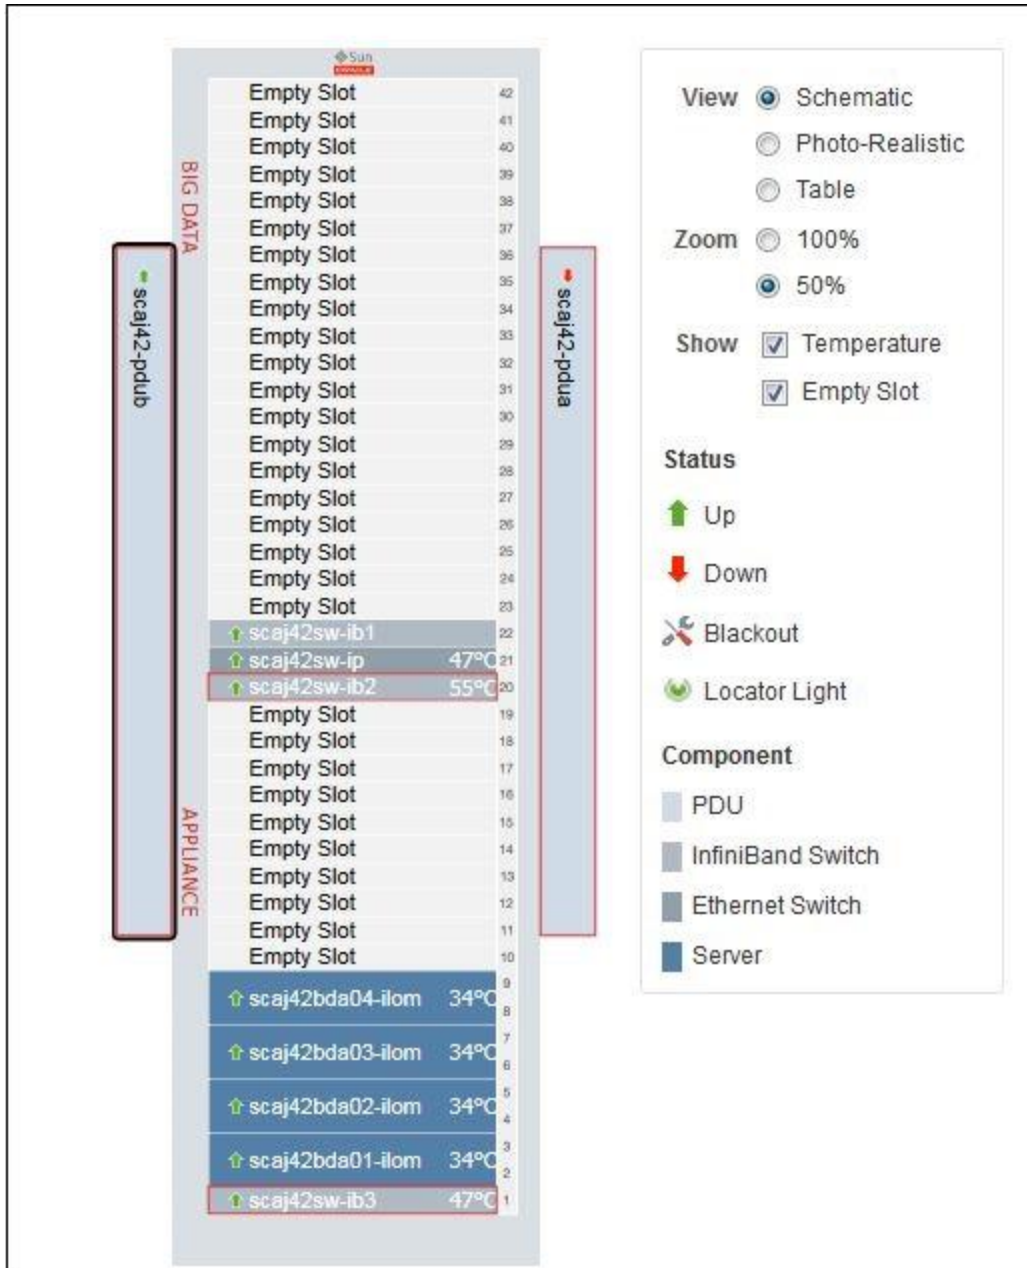 Sun
ORACLE
BIG DATA
APPLIANCE
scaj42-pdub
scaj42-pdua
Empty Slot 42
Empty Slot 41
Empty Slot 40
Empty Slot 39
Empty Slot 38
Empty Slot 37
Empty Slot 36
Empty Slot 35
Empty Slot 34
Empty Slot 33
Empty Slot 32
Empty Slot 31
Empty Slot 30
Empty Slot 29
Empty Slot 28
Empty Slot 27
Empty Slot 26
Empty Slot 25
Empty Slot 24
Empty Slot 23
scaj42sw-ib1 22
scaj42sw-ip 47°C 21
scaj42sw-ib2 55°C 20
Empty Slot 19
Empty Slot 18
Empty Slot 17
Empty Slot 16
Empty Slot 15
Empty Slot 14
Empty Slot 13
Empty Slot 12
Empty Slot 11
Empty Slot 10
9
scaj42bda04-ilom 34°C
8
7
scaj42bda03-ilom 34°C
6
5
scaj42bda02-ilom 34°C
4
3
scaj42bda01-ilom 34°C
2
scaj42sw-ib3 47°C 1
View Schematic
Photo-Realistic
Table
Zoom 100%
50%
Show Temperature
Empty Slot
Status
Up
Down
Blackout
Locator Light
Component
PDU
InfiniBand Switch
Ethernet Switch
Server